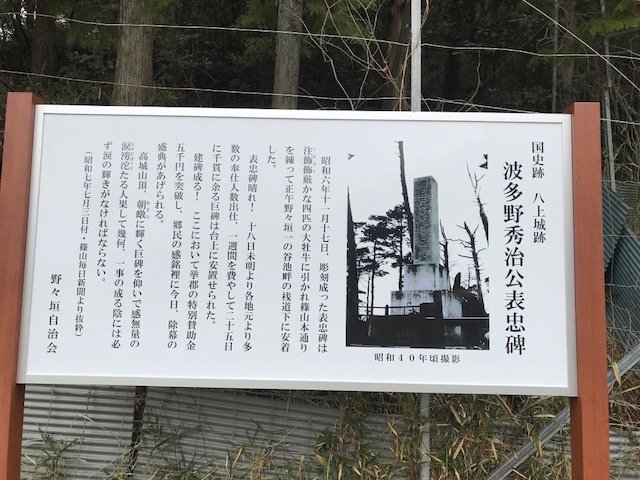 国史跡 八上城跡
波多野秀治公表忠碑
昭和40年頃撮影
昭和六年十一月十七日、彫刻成った表忠碑は
注飾厳かな四匹の大牡牛に引かれ篠山本通り
を練って正午野々垣一の谷池畔の桟道下に安着
した。
表忠碑晴れ！ 十八日未明より各地元より多
数の奉仕人数出仕、一週間を費やして二十五日
に千貫に余る巨碑は台上に安置せられた。
建碑成る！ ここにおいて挙郡の特別賛助金
五千円を突破し、郷民の感銘裡に今日、除幕の
盛典があげられる。
高城山頂、朝暾に輝く巨碑を仰いで感無量の
涙滂沱たる人果して幾何。一事の成る陰には必
ず涙の輝きがなければならない。
（昭和七年七月三日付・篠山毎日新聞より抜粋）
野々垣自治会